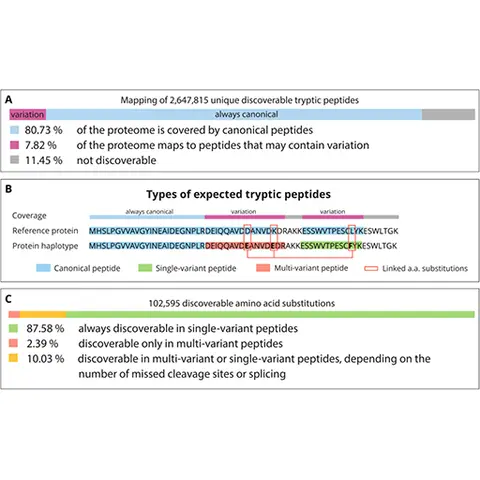 A
Mapping of 2,647,815 unique discoverable tryptic peptides
variation always canonical
80.73 % of the proteome is covered by canonical peptides
7.82 % of the proteome maps to peptides that may contain variation
11.45 % not discoverable
B
Types of expected tryptic peptides
Coverage always canonical variation variation
Reference protein MHSLPGVVAVGYINEAIDEGNPLRDEIQQAVDDANVDKDRAKKESSWVTPESCLYKESWLTGK
Protein haplotype MHSLPGVVAVGYINEAIDEGNPLRDEIQQAVDEANVDEDRAKKESSWVTPESCFYKESWLTGK
Canonical peptide Single-variant peptide Multi-variant peptide Linked a.a. substitutions
C
102,595 discoverable amino acid substitutions
87.58 % always discoverable in single-variant peptides
2.39 % discoverable only in multi-variant peptides
10.03 % discoverable in multi-variant or single-variant peptides, depending on the
number of missed cleavage sites or splicing